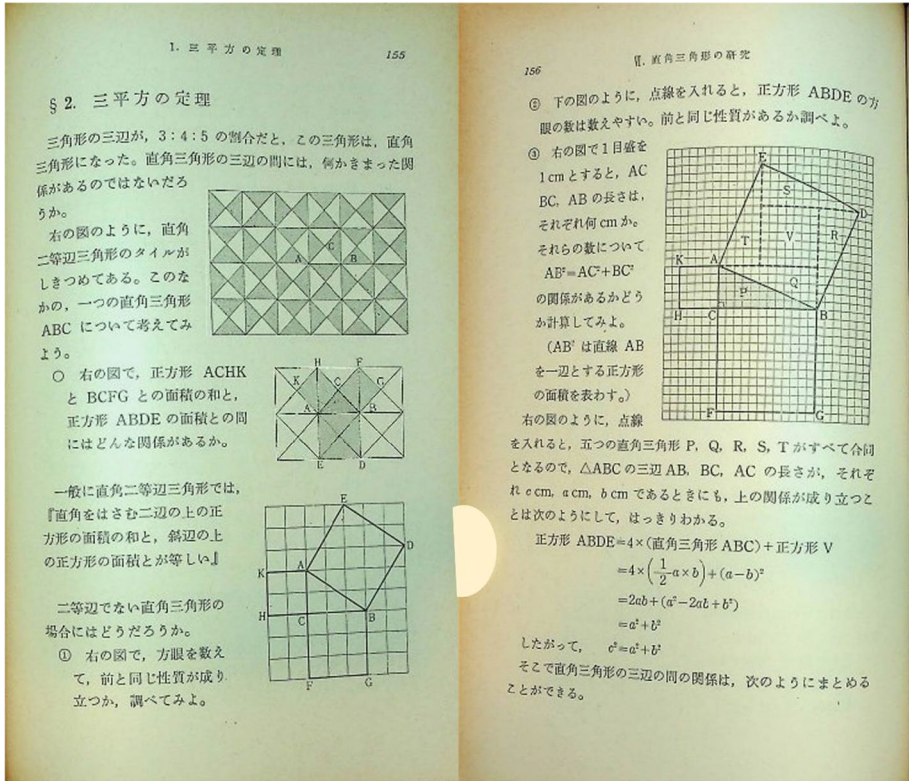 1. 三平方の定理
155
§2. 三平方の定理
三角形の三辺が,3:4:5 の割合だと,この三角形は,直角
三角形になった。直角三角形の三辺の間には,何かきまった関
係があるのではないだろ
うか。
右の図のように,直角
二等辺三角形のタイルが
しきつめてある。このな
かの,一つの直角三角形
ABC について考えてみ
よう。
C
A B
○ 右の図で,正方形 ACHK
と BCFG との面積の和と,
正方形 ABDE の面積との間
にはどんな関係があるか。
H F
K C G
A B
E D
一般に直角二等辺三角形では,
『直角をはさむ二辺の上の正
方形の面積の和と,斜辺の上
の正方形の面積とが等しい』
二等辺でない直角三角形の
場合にはどうだろうか。
① 右の図で,方眼を数え
て,前と同じ性質が成り
立つか,調べてみよ。
E
D
K A
H C B
F G
156
Ⅵ. 直角三角形の研究
② 下の図のように,点線を入れると,正方形 ABDE の方
眼の数は数えやすい。前と同じ性質があるか調べよ。
③ 右の図で1目盛を
1cm とすると,AC
BC, AB の長さは,
それぞれ何 cm か。
それらの数について
AB²=AC²+BC²
の関係があるかどう
か計算してみよ。
(AB² は直線 AB
を一辺とする正方形
の面積を表わす。)
E
S
D
T V R
K A
Q
P
H C B
F G
右の図のように,点線
を入れると,五つの直角三角形 P, Q, R, S, T がすべて合同
となるので,△ABC の三辺 AB, BC, AC の長さが,それぞ
れ c cm, a cm, b cm であるときにも,上の関係が成り立つこ
とは次のようにして,はっきりわかる。
正方形 ABDE=4×(直角三角形 ABC)+正方形 V
=4×(1/2 a×b)+(a-b)²
=2ab+(a²-2ab+b²)
=a²+b²
したがって, c²=a²+b²
そこで直角三角形の三辺の間の関係は,次のようにまとめる
ことができる。